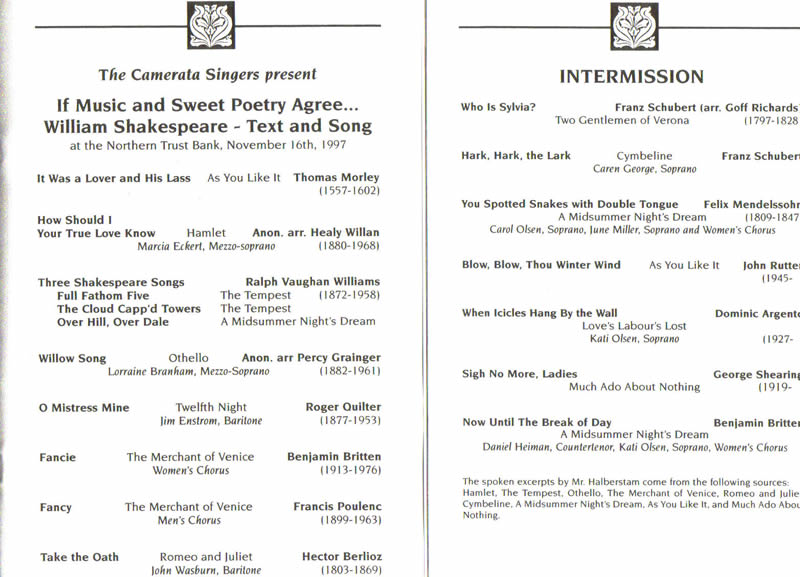 The Camerata Singers present
If Music and Sweet Poetry Agree...
William Shakespeare - Text and Song
at the Northern Trust Bank, November 16th, 1997
It Was a Lover and His Lass As You Like It Thomas Morley
(1557-1602)
How Should I
Your True Love Know Hamlet Anon. arr. Healy Willan
Marcia Eckert, Mezzo-soprano (1880-1968)
Three Shakespeare Songs Ralph Vaughan Williams
Full Fathom Five The Tempest (1872-1958)
The Cloud Capp'd Towers The Tempest
Over Hill, Over Dale A Midsummer Night's Dream
Willow Song Othello Anon. arr Percy Grainger
Lorraine Branham, Mezzo-Soprano (1882-1961)
O Mistress Mine Twelfth Night Roger Quilter
Jim Enstrom, Baritone (1877-1953)
Fancie The Merchant of Venice Benjamin Britten
Women's Chorus (1913-1976)
Fancy The Merchant of Venice Francis Poulenc
Men's Chorus (1899-1963)
Take the Oath Romeo and Juliet Hector Berlioz
John Wasburn, Baritone (1803-1869)
INTERMISSION
Who Is Sylvia? Franz Schubert (arr. Goff Richards)
Two Gentlemen of Verona (1797-1828
Hark, Hark, the Lark Cymbeline Franz Schubert
Caren George, Soprano
You Spotted Snakes with Double Tongue Felix Mendelssohn
A Midsummer Night's Dream (1809-1847
Carol Olsen, Soprano, June Miller, Soprano and Women's Chorus
Blow, Blow, Thou Winter Wind As You Like It John Rutter
(1945-
When Icicles Hang By the Wall Dominic Argento
Love's Labour's Lost
Kati Olsen, Soprano (1927-
Sigh No More, Ladies George Shearing
Much Ado About Nothing (1919-
Now Until The Break of Day Benjamin Britten
A Midsummer Night's Dream
Daniel Heiman, Countertenor, Kati Olsen, Soprano, Women's Chorus
The spoken excerpts by Mr. Halberstam come from the following sources:
Hamlet, The Tempest, Othello, The Merchant of Venice, Romeo and Julie
Cymbeline, A Midsummer Night's Dream, As You Like It, and Much Ado Abou
Nothing.